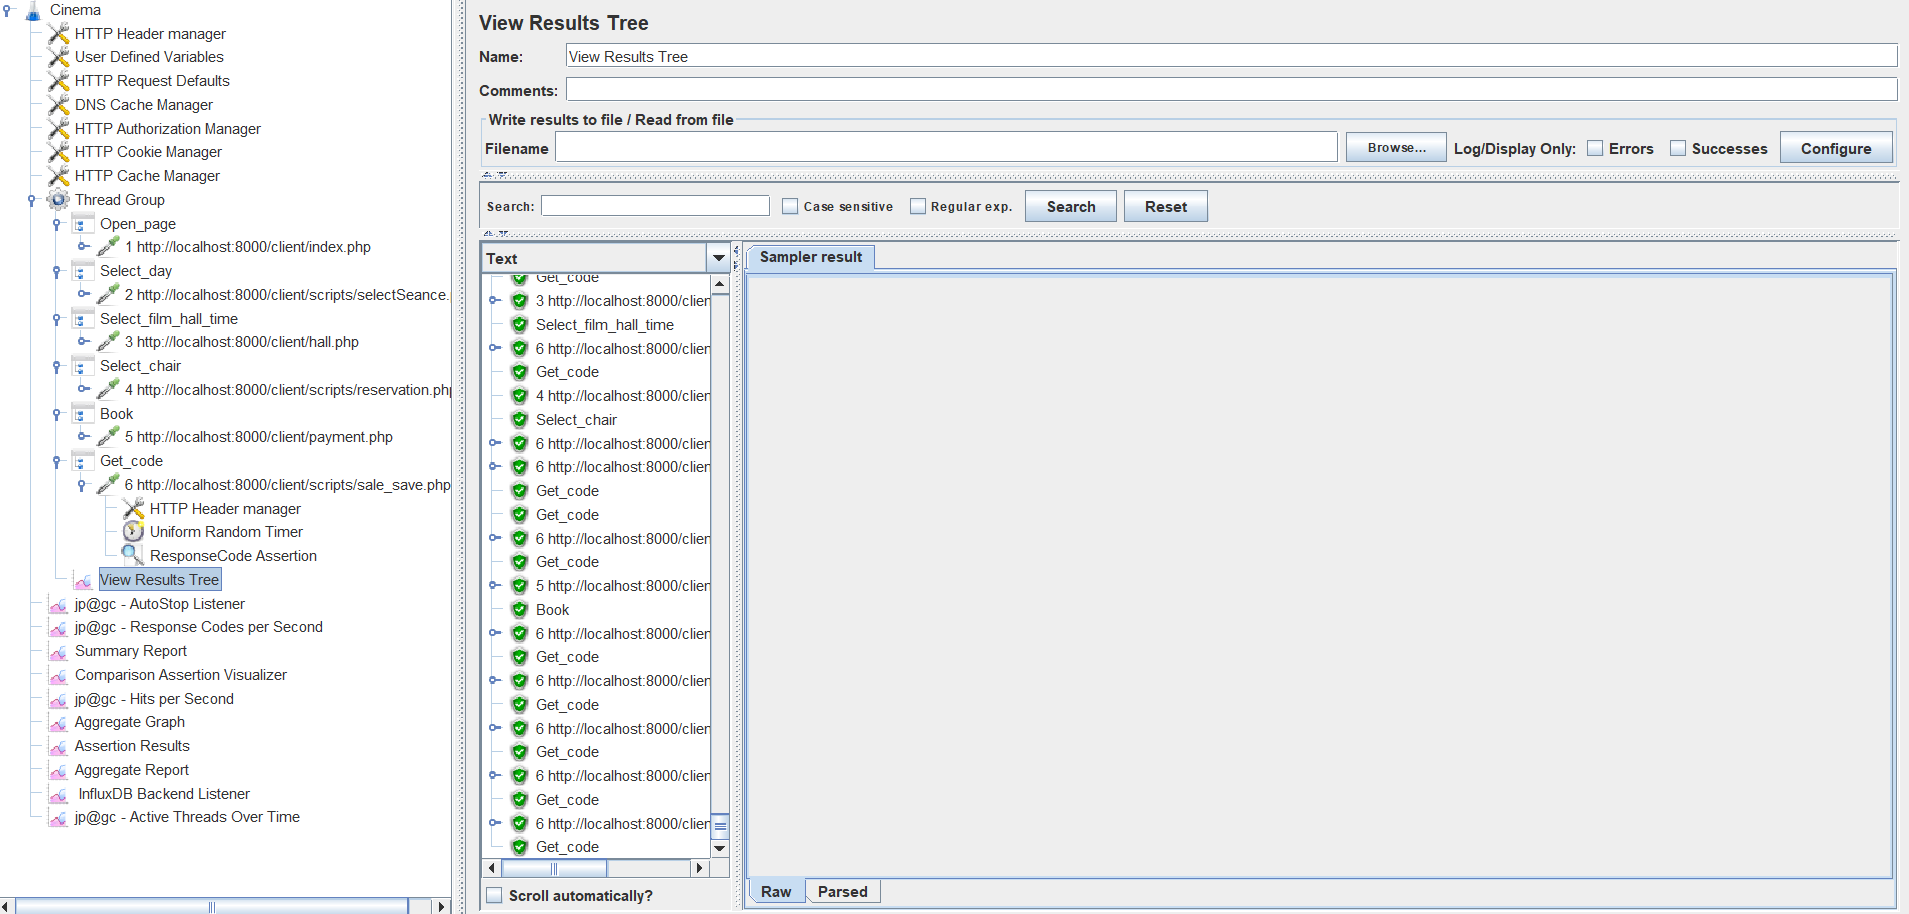 Cinema
HTTP Header manager
User Defined Variables
HTTP Request Defaults
DNS Cache Manager
HTTP Authorization Manager
HTTP Cookie Manager
HTTP Cache Manager
Thread Group
Open_page
1 http://localhost:8000/client/index.php
Select_day
2 http://localhost:8000/client/scripts/selectSeance.
Select_film_hall_time
3 http://localhost:8000/client/hall.php
Select_chair
4 http://localhost:8000/client/scripts/reservation.php
Book
5 http://localhost:8000/client/payment.php
Get_code
6 http://localhost:8000/client/scripts/sale_save.php
HTTP Header manager
Uniform Random Timer
ResponseCode Assertion
View Results Tree
jp@gc - AutoStop Listener
jp@gc - Response Codes per Second
Summary Report
Comparison Assertion Visualizer
jp@gc - Hits per Second
Aggregate Graph
Assertion Results
Aggregate Report
InfluxDB Backend Listener
jp@gc - Active Threads Over Time
View Results Tree
Name: View Results Tree
Comments:
Write results to file / Read from file
Filename Browse... Log/Display Only: Errors Successes Configure
Search: Case sensitive Regular exp. Search Reset
Text
Get_code
3 http://localhost:8000/clien
Select_film_hall_time
6 http://localhost:8000/clien
Get_code
4 http://localhost:8000/clien
Select_chair
6 http://localhost:8000/clien
6 http://localhost:8000/clien
Get_code
Get_code
6 http://localhost:8000/clien
Get_code
5 http://localhost:8000/clien
Book
6 http://localhost:8000/clien
Get_code
6 http://localhost:8000/clien
Get_code
6 http://localhost:8000/clien
Get_code
6 http://localhost:8000/clien
Get_code
6 http://localhost:8000/clien
Get_code
Scroll automatically?
Sampler result
Raw Parsed